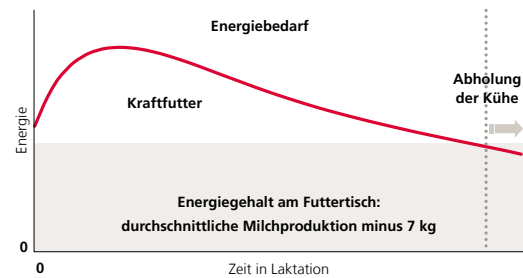 Energiebedarf
Abholung
der Kühe
Kraftfutter
Energie
Energiegehalt am Futtertisch:
durchschnittliche Milchproduktion minus 7 kg
0
0
Zeit in Laktation